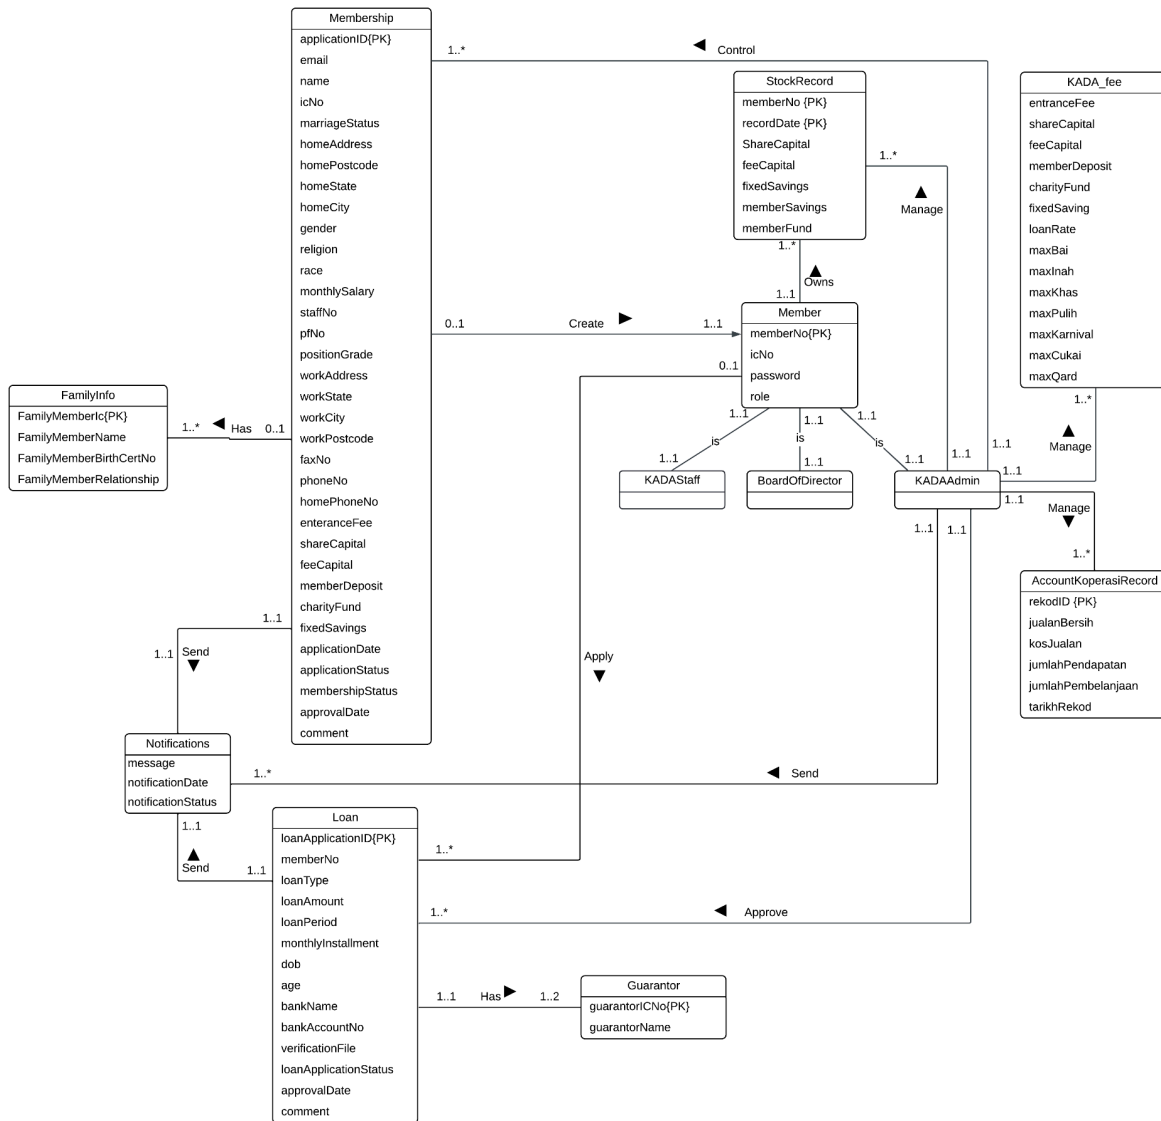 Membership
applicationID{PK}
email
name
icNo
marriageStatus
homeAddress
homePostcode
homeState
homeCity
gender
religion
race
monthlySalary
staffNo
pfNo
positionGrade
workAddress
workState
workCity
workPostcode
faxNo
phoneNo
homePhoneNo
enteranceFee
shareCapital
feeCapital
memberDeposit
charityFund
fixedSavings
applicationDate
applicationStatus
membershipStatus
approvalDate
comment
1..*
Control
1..1
StockRecord
memberNo {PK}
recordDate {PK}
ShareCapital
feeCapital
fixedSavings
memberSavings
memberFund
1..*
Manage
1..1
1..*
Owns
1..1
KADA_fee
entranceFee
shareCapital
feeCapital
memberDeposit
charityFund
fixedSaving
loanRate
maxBai
maxInah
maxKhas
maxPulih
maxKarnival
maxCukai
maxQard
1..*
Manage
1..1
Member
memberNo{PK}
icNo
password
role
0..1
Create
1..1
0..1
1..1
is
1..1
1..1
is
1..1
1..1
is
1..1
KADAStaff
BoardOfDirector
KADAAdmin
FamilyInfo
FamilyMemberIc{PK}
FamilyMemberName
FamilyMemberBirthCertNo
FamilyMemberRelationship
1..*
Has
0..1
1..1
Manage
1..*
AccountKoperasiRecord
rekodID {PK}
jualanBersih
kosJualan
jumlahPendapatan
jumlahPembelanjaan
tarikhRekod
1..1
1..1
1..1
Send
1..1
Apply
Notifications
message
notificationDate
notificationStatus
1..*
Send
1..1
Send
1..1
Loan
loanApplicationID{PK}
memberNo
loanType
loanAmount
loanPeriod
monthlyInstallment
dob
age
bankName
bankAccountNo
verificationFile
loanApplicationStatus
approvalDate
comment
1..*
1..*
Approve
1..1
Has
1..2
Guarantor
guarantorICNo{PK}
guarantorName